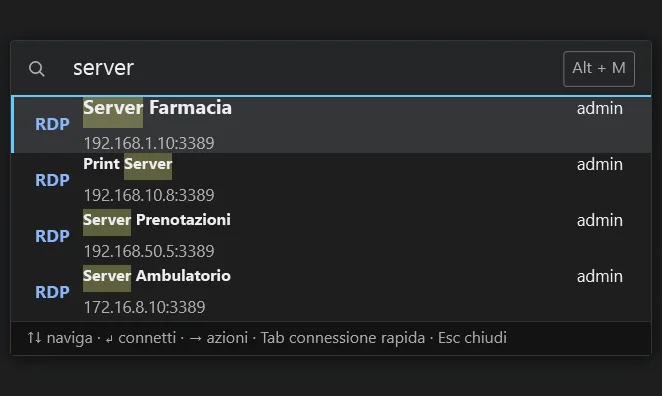 server
Alt + M
Server Farmacia
admin
RDP
192.168.1.10:3389
Print Server
admin
RDP
192.168.10.8:3389
Server Prenotazioni
admin
RDP
192.168.50.5:3389
Server Ambulatorio
admin
RDP
172.16.8.10:3389
↑↓ naviga · ↲ connetti · → azioni · Tab connessione rapida · Esc chiudi